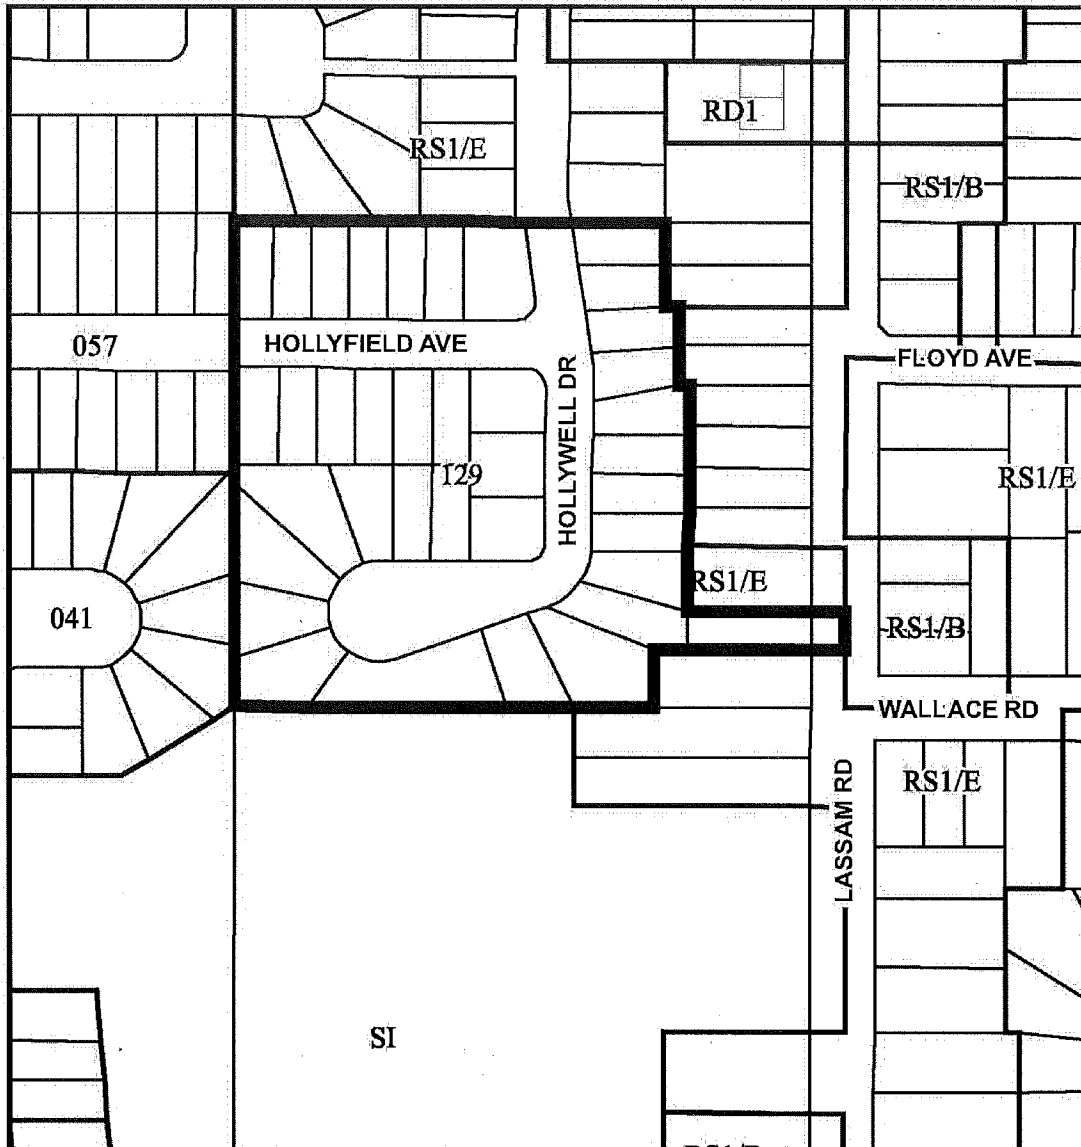 RD1
RS1/E
RS1/B
057
HOLLYFIELD AVE
FLOYD AVE
HOLLYWELL DR
129
RS1/E
RS1/E
041
RS1/B
WALLACE RD
RS1/E
LASSAM RD
SI